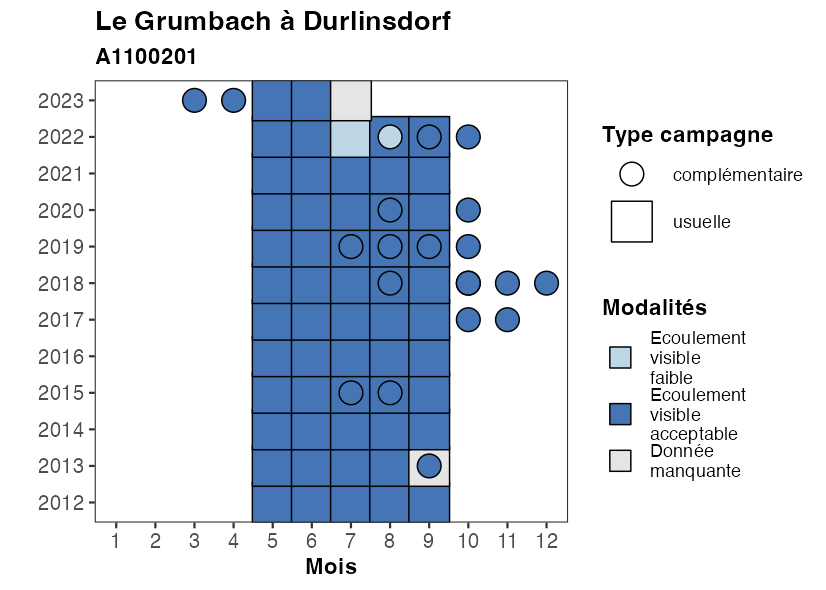 Le Grumbach à Durlinsdorf
A1100201
2023
2022
2021
2020
2019
2018
2017
2016
2015
2014
2013
2012
1 2 3 4 5 6 7 8 9 10 11 12
Mois
Type campagne
complémentaire
usuelle
Modalités
Ecoulement
visible
faible
Ecoulement
visible
acceptable
Donnée
manquante